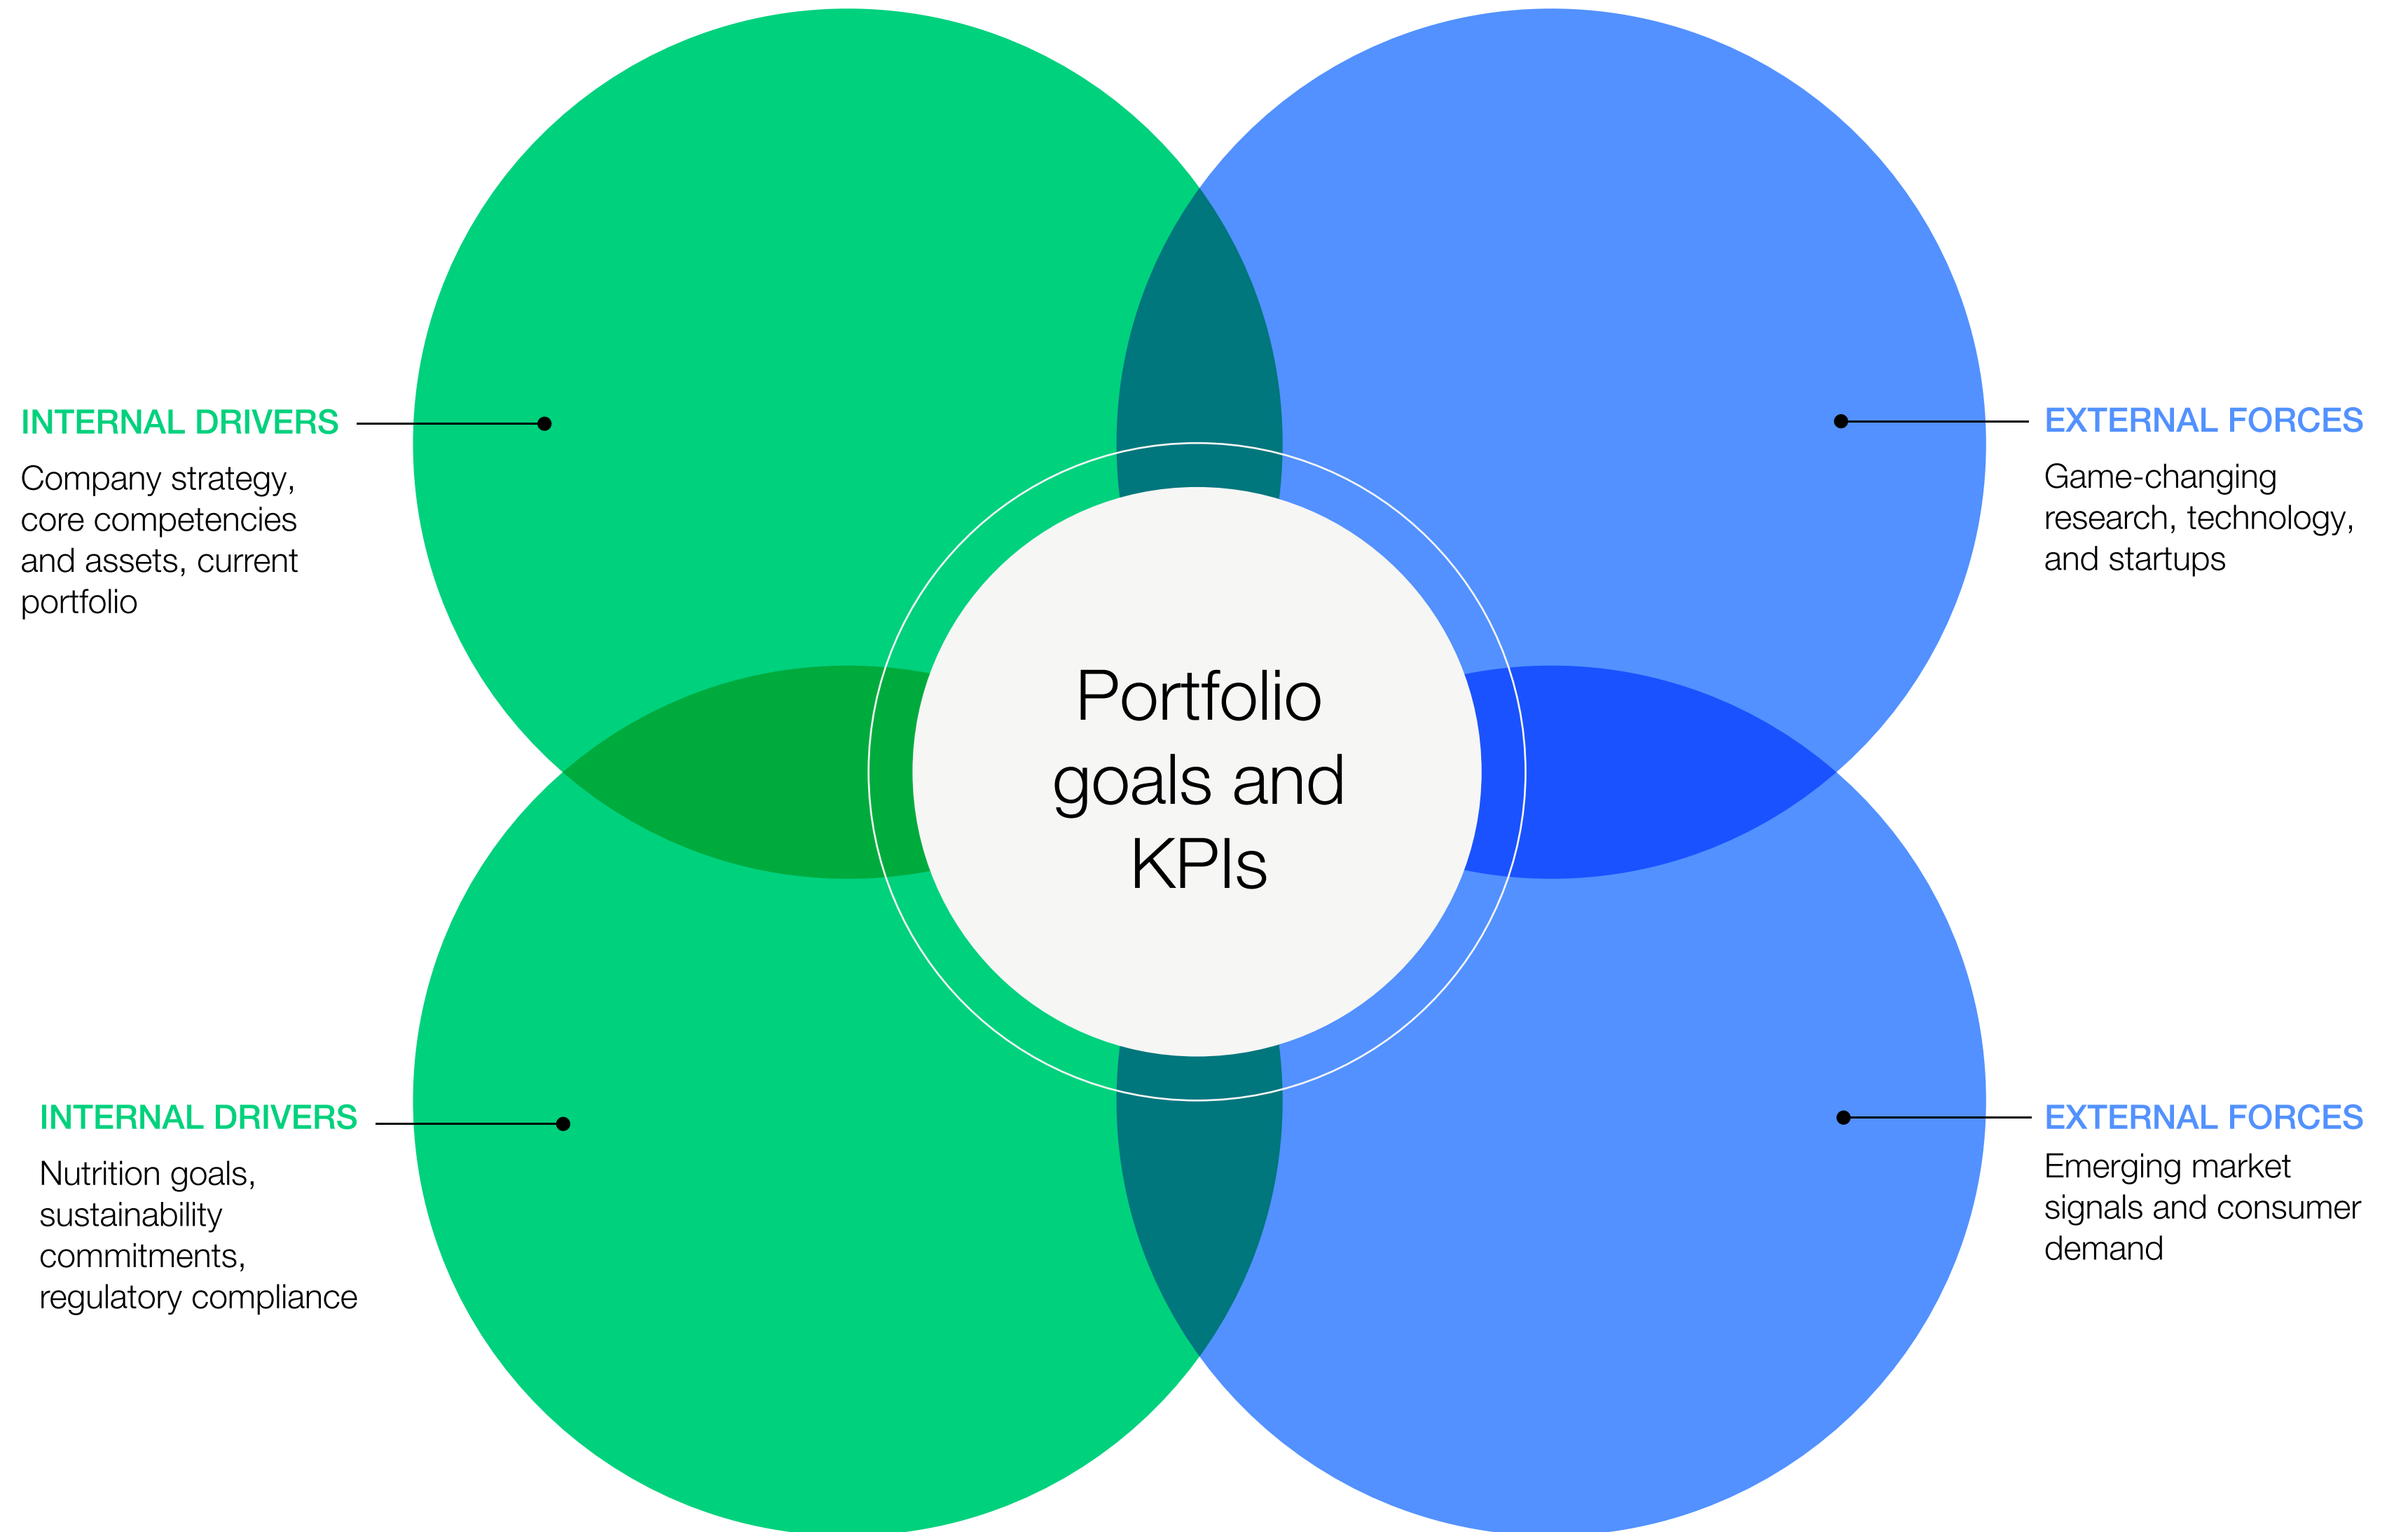 INTERNAL DRIVERS
Company strategy,
core competencies
and assets, current
portfolio
EXTERNAL FORCES
Game-changing
research, technology,
and startups
Portfolio
goals and
KPIs
INTERNAL DRIVERS
Nutrition goals,
sustainability
commitments,
regulatory compliance
EXTERNAL FORCES
Emerging market
signals and consumer
demand